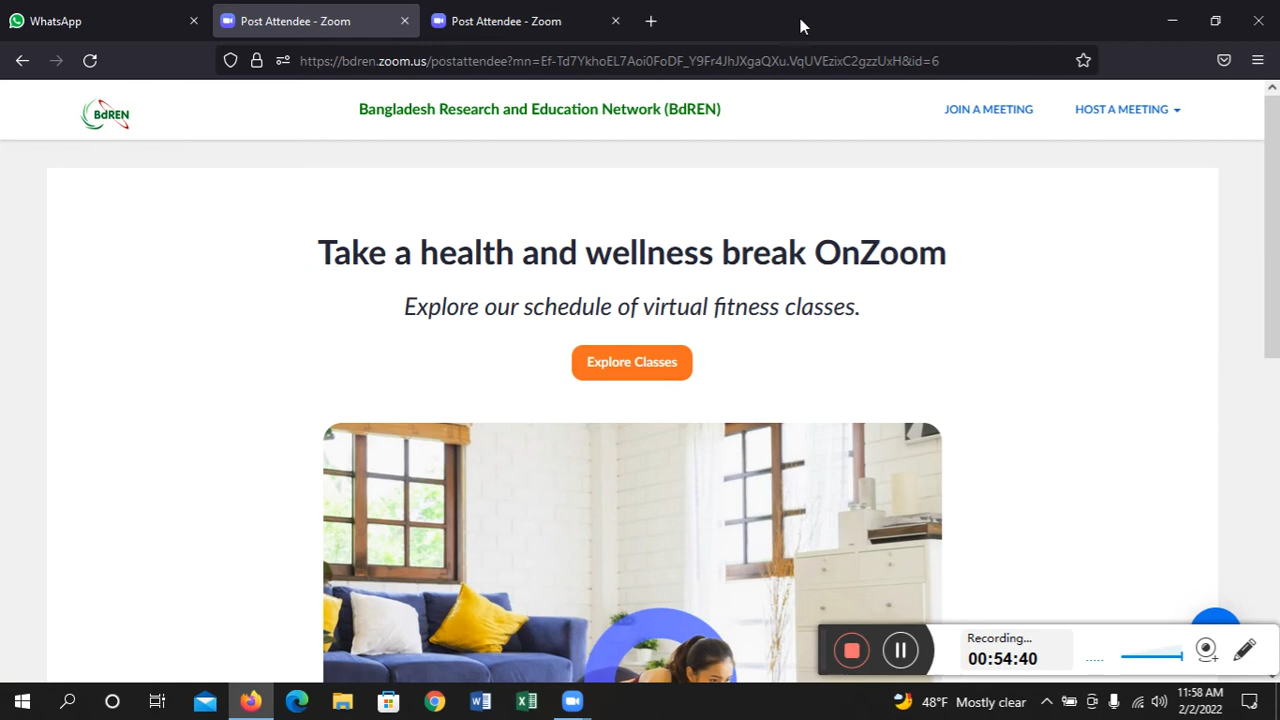 WhatsApp
Post Attendee - Zoom
Post Attendee - Zoom
https://bdren.zoom.us/postattendee?mn=Ef-Td7YkhoEL7Aoi0FoDF_Y9Fr4JhJXgaQXu.VqUVEzixC2gzzUxH&id=6
BdREN
Bangladesh Research and Education Network (BdREN)
JOIN A MEETING
HOST A MEETING
Take a health and wellness break OnZoom
Explore our schedule of virtual fitness classes.
Explore Classes
Recording...
00:54:40
48°F Mostly clear
11:58 AM
2/2/2022